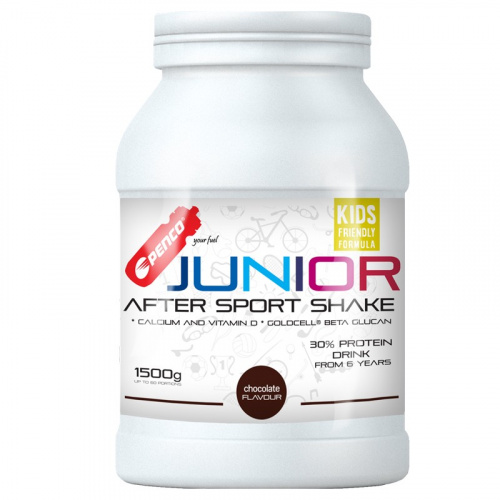 KIDS
FRIENDLY
FORMULA
PENCO
your fuel
JUNIOR
AFTER SPORT SHAKE
• CALCIUM AND VITAMIN D • GOLDCELL® BETA GLUCAN
30% PROTEIN
DRINK
FROM 6 YEARS
1500g
chocolate
FLAVOUR